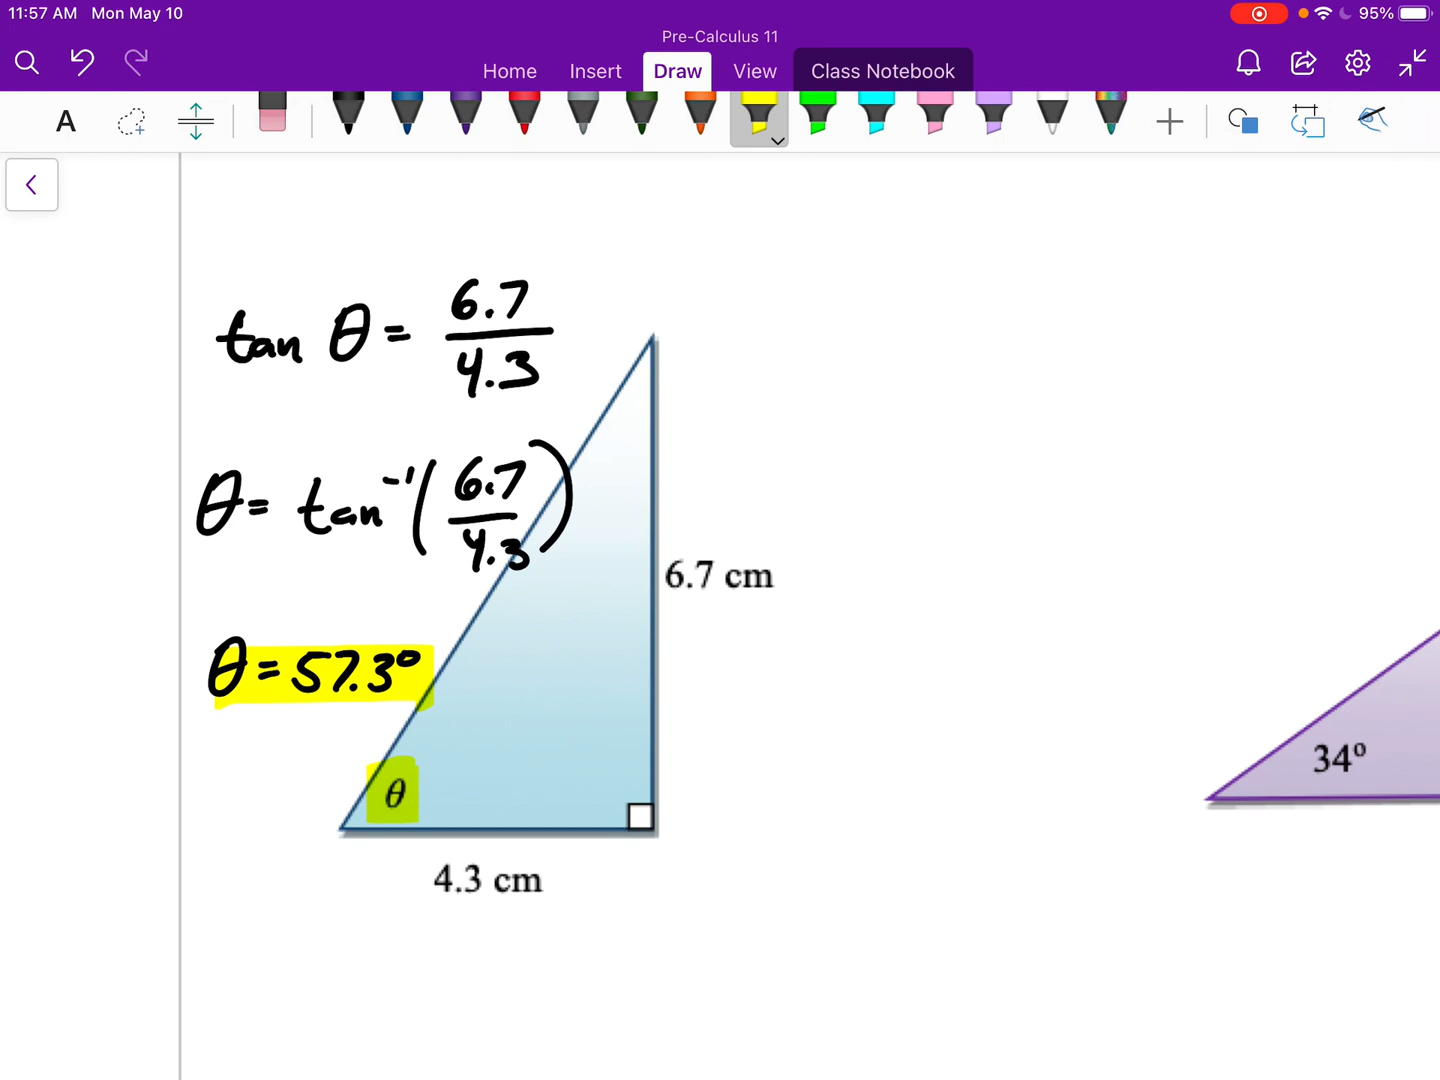 11:57 AM Mon May 10
95%
Pre-Calculus 11
Home Insert Draw View Class Notebook
A
tan θ = 6.7/4.3
θ = tan⁻¹(6.7/4.3)
6.7 cm
θ = 57.3°
34°
θ
4.3 cm